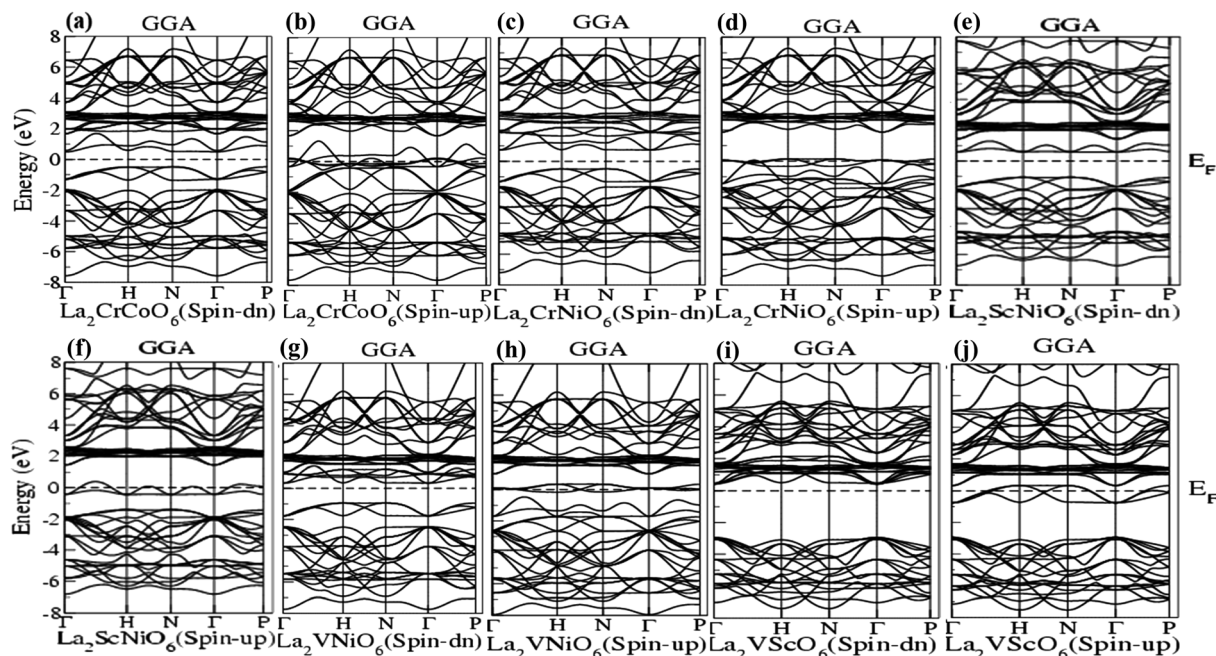 (a) GGA (b) GGA (c) GGA (d) GGA (e) GGA
8
6
4
2
0
-2
-4
-6
-8
Energy (eV)
E_F
Γ H N Γ P Γ H N Γ P Γ H N Γ P Γ H N Γ P Γ H N Γ P
La₂CrCoO₆(Spin-dn) La₂CrCoO₆(Spin-up) La₂CrNiO₆(Spin-dn) La₂CrNiO₆(Spin-up) La₂ScNiO₆(Spin-dn)
(f) GGA (g) GGA (h) GGA (i) GGA (j) GGA
8
6
4
2
0
-2
-4
-6
-8
Energy (eV)
E_F
Γ H N Γ P Γ H N Γ P Γ H N Γ P Γ H N Γ P Γ H N Γ P
La₂ScNiO₆(Spin-up) La₂VNiO₆(Spin-dn) La₂VNiO₆(Spin-up) La₂VScO₆(Spin-dn) La₂VScO₆(Spin-up)